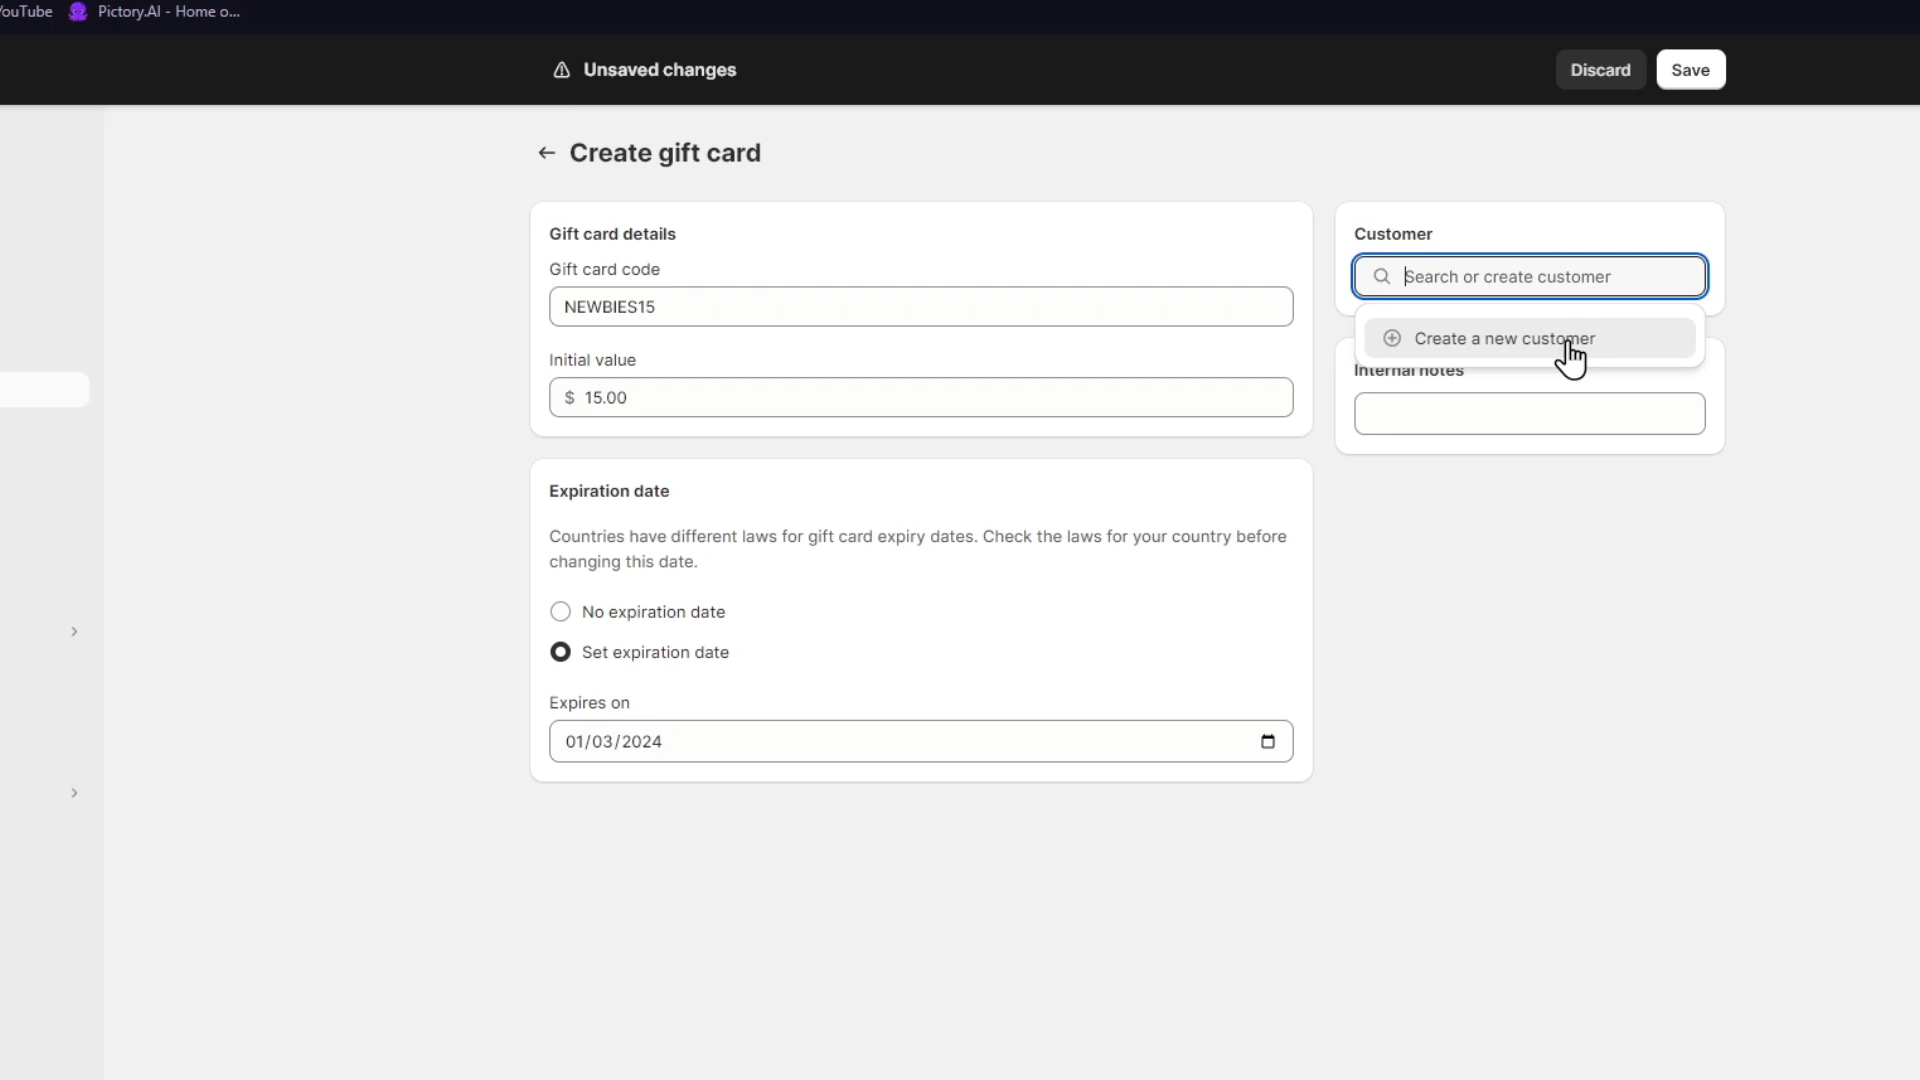 YouTube Pictory.AI - Home o...
Unsaved changes
Discard Save
Create gift card
Gift card details
Gift card code
NEWBIES15
Initial value
$ 15.00
Customer
Search or create customer
Create a new customer
Internal notes
Expiration date
Countries have different laws for gift card expiry dates. Check the laws for your country before
changing this date.
No expiration date
Set expiration date
Expires on
01/03/2024